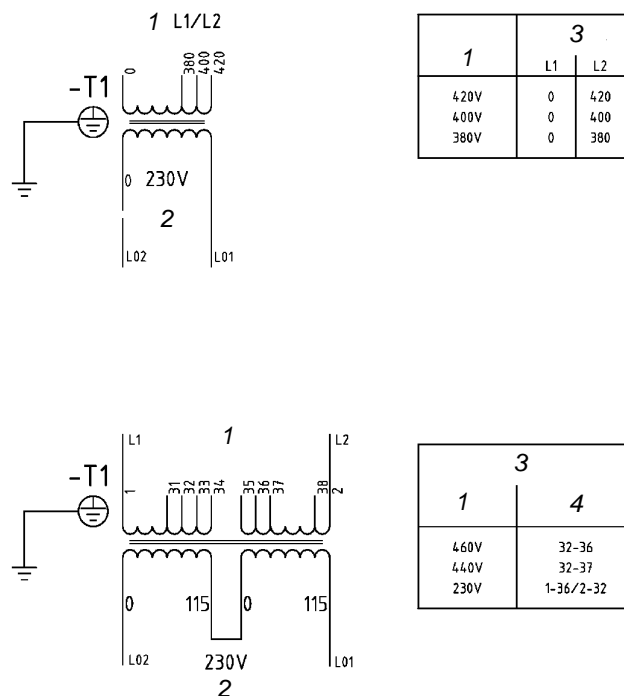 1 L1/L2
0 380 400 420
-T1
0 230V
2
L02 L01
3
1 L1 L2
420V 0 420
400V 0 400
380V 0 380
L1 1 L2
-T1
1 31 32 33 34 35 36 37 38 2
0 115 0 115
L02 230V L01
2
3
1 4
460V 32-36
440V 32-37
230V 1-36/2-32